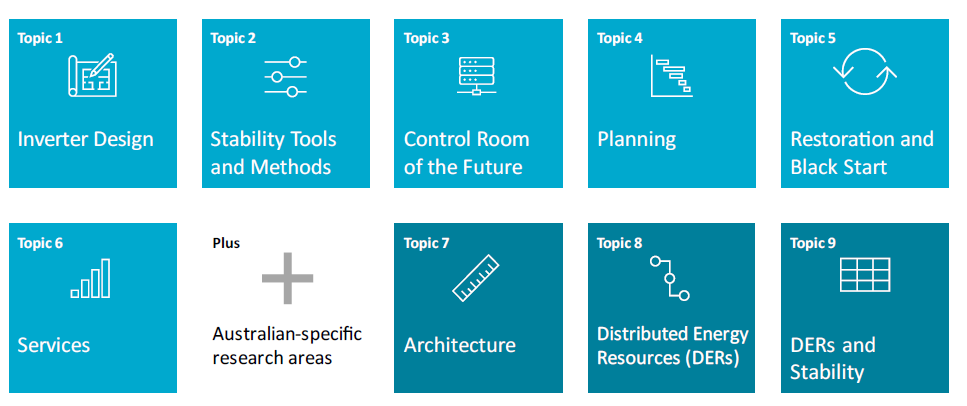 Topic 1
Inverter Design
Topic 2
Stability Tools
and Methods
Topic 3
Control Room
of the Future
Topic 4
Planning
Topic 5
Restoration and
Black Start
Topic 6
Services
Plus
Australian-specific
research areas
Topic 7
Architecture
Topic 8
Distributed Energy
Resources (DERs)
Topic 9
DERs and
Stability